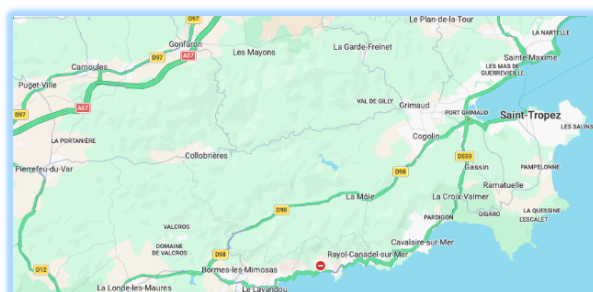 D97
Le Plan-de-la-Tour
LA NARTELLE
Gonfaron
D97
Les Mayons
La Garde-Freinet
A57
Sainte-Maxime
Carnoules
LES MAS DE
GUERREVIEILLE
Puget-Ville
VAL DE GILLY
Grimaud
A57
D97
PORT GRIMAUD
Saint-Tropez
LES SALINS
LA PORTANIÈRE
Cogolin
Collobrières
D559
Pierrefeu-du-Var
D98
Gassin
PAMPELONNE
Ramatuelle
La Môle
La Croix-Valmer
D98
LA QUESSINE
GIGARO
L'ESCALET
PARDIGON
VALCROS
Cavalaire-sur-Mer
DOMAINE
DE VALCROS
D98
Rayol-Canadel-sur-Mer
D12
Bormes-les-Mimosas
La Londe-les-Maures
Le Lavandou